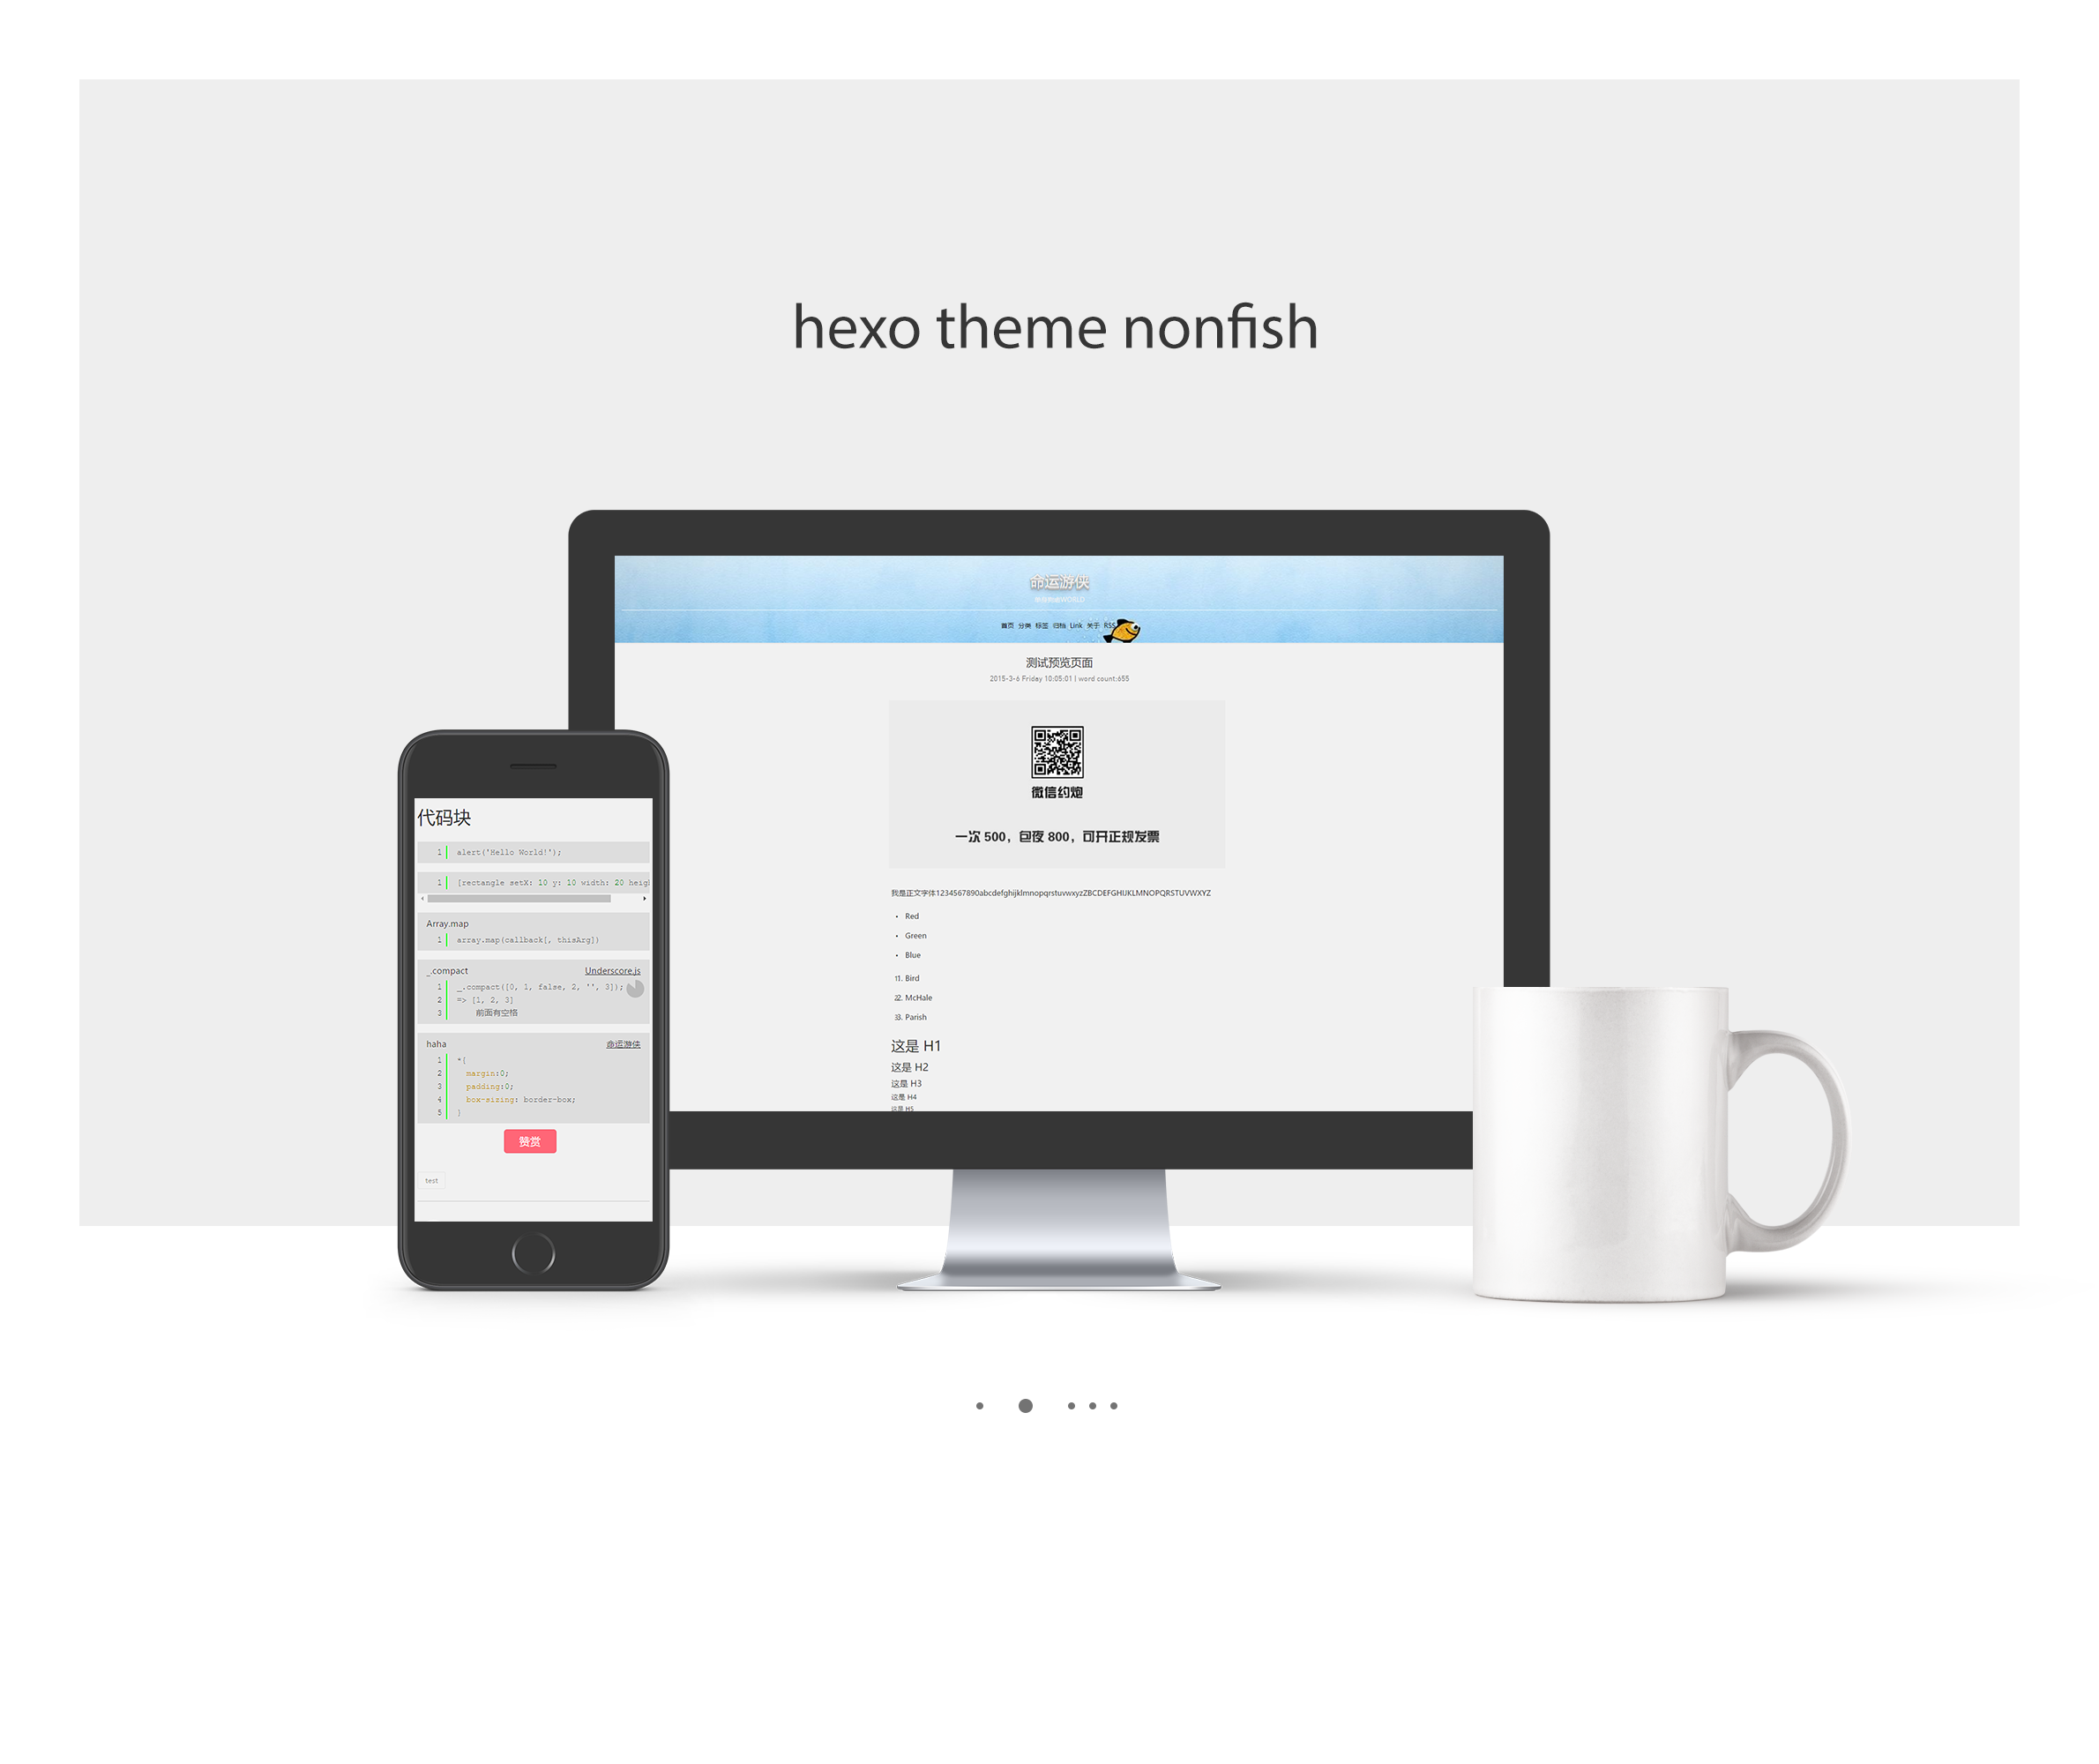 hexo theme nonfish
命运游侠
首页 分类 标签 归档 Link 关于 RSS
测试预览页面
2015-3-6 Friday 10:05:01 | word count:655
微信约炮
一次 500，包夜 800，可开正规发票
我是正文字体1234567890abcdefghijklmnopqrstuvwxyzZBCDEFGHIJKLMNOPQRSTUVWXYZ
• Red
• Green
• Blue
11. Bird
22. McHale
33. Parish
这是 H1
这是 H2
这是 H3
这是 H4
这是 H5
代码块
1 alert('Hello World!');
1 [rectangle setX: 10 y: 10 width: 20 heigh
Array.map
1 array.map(callback[, thisArg])
_.compact Underscore.js
1 _.compact([0, 1, false, 2, '', 3]);
2 => [1, 2, 3]
3 前面有空格
haha 命运游侠
1 *{
2 margin:0;
3 padding:0;
4 box-sizing: border-box;
5 }
赞赏
test